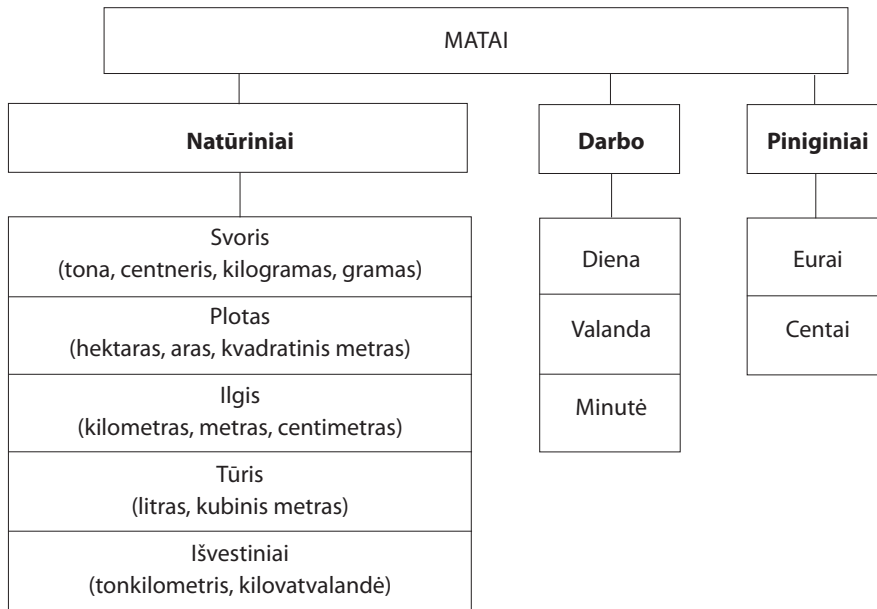 MATAI
Natūriniai
Svoris
(tona, centneris, kilogramas, gramas)
Plotas
(hektaras, aras, kvadratinis metras)
Ilgis
(kilometras, metras, centimetras)
Tūris
(litras, kubinis metras)
Išvestiniai
(tonkilometris, kilovatvalandė)
Darbo
Diena
Valanda
Minutė
Piniginiai
Eurai
Centai